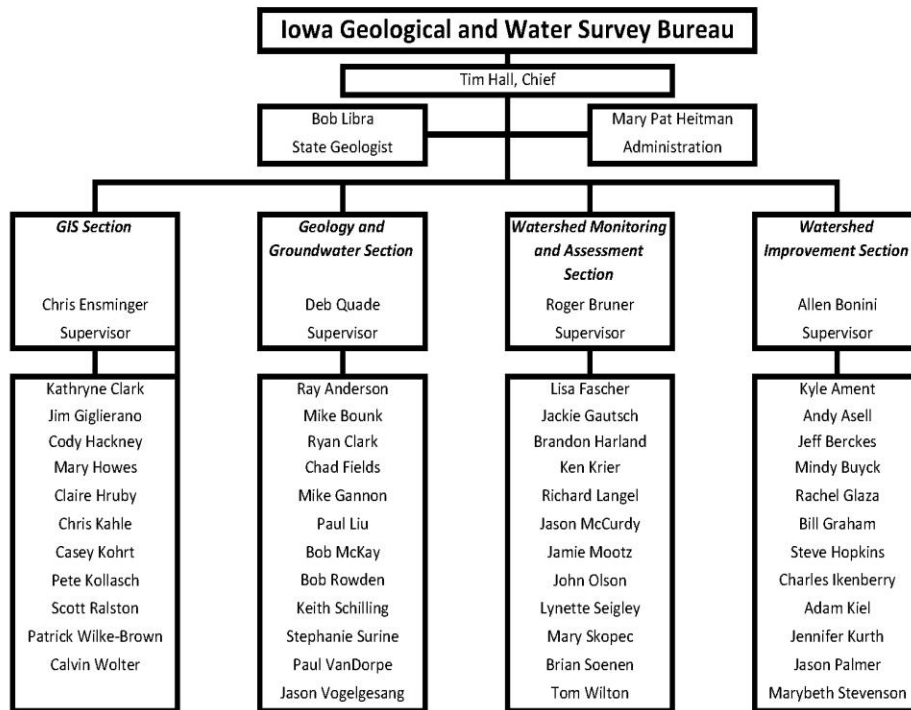 Iowa Geological and Water Survey Bureau
Tim Hall, Chief
Bob Libra
State Geologist
Mary Pat Heitman
Administration
GIS Section
Chris Ensminger
Supervisor
Kathryne Clark
Jim Giglierano
Cody Hackney
Mary Howes
Claire Hruby
Chris Kahle
Casey Kohrt
Pete Kollasch
Scott Ralston
Patrick Wilke-Brown
Calvin Wolter
Geology and
Groundwater Section
Deb Quade
Supervisor
Ray Anderson
Mike Bounk
Ryan Clark
Chad Fields
Mike Gannon
Paul Liu
Bob McKay
Bob Rowden
Keith Schilling
Stephanie Surine
Paul VanDorpe
Jason Vogelgesang
Watershed Monitoring
and Assessment
Section
Roger Bruner
Supervisor
Lisa Fascher
Jackie Gautsch
Brandon Harland
Ken Krier
Richard Langel
Jason McCurdy
Jamie Mootz
John Olson
Lynette Seigley
Mary Skopec
Brian Soenen
Tom Wilton
Watershed
Improvement Section
Allen Bonini
Supervisor
Kyle Ament
Andy Asell
Jeff Berckes
Mindy Buyck
Rachel Glaza
Bill Graham
Steve Hopkins
Charles Ikenberry
Adam Kiel
Jennifer Kurth
Jason Palmer
Marybeth Stevenson